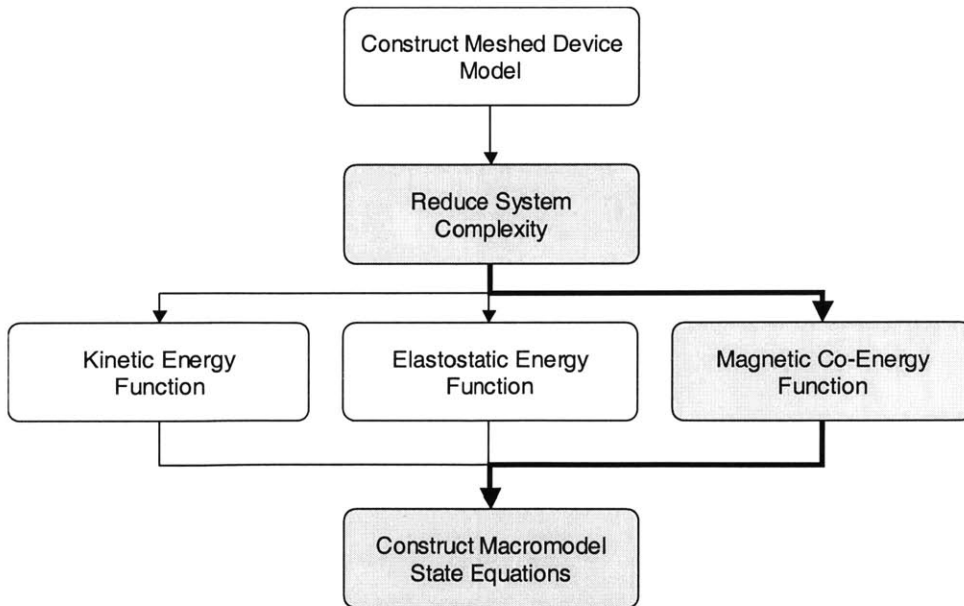 Construct Meshed Device
Model
Reduce System
Complexity
Kinetic Energy
Function
Elastostatic Energy
Function
Magnetic Co-Energy
Function
Construct Macromodel
State Equations